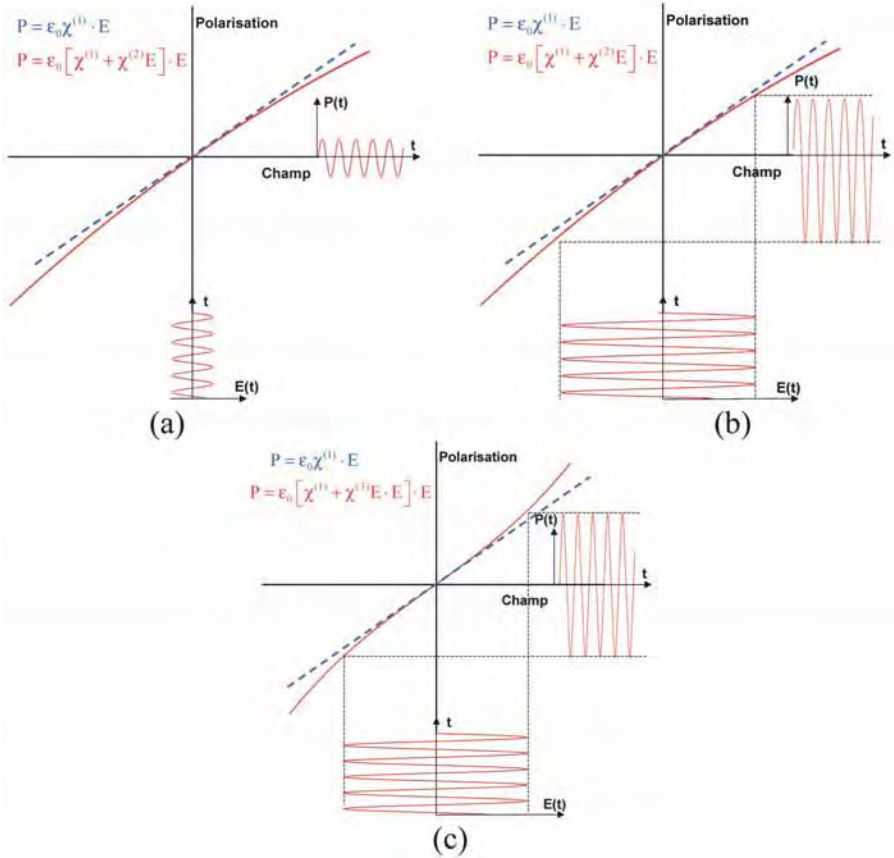 Polarisation
P = ε₀χ⁽¹⁾ · E
P = ε₀[χ⁽¹⁾ + χ⁽²⁾E] · E
P(t)
t
Champ
t
E(t)
(a)
Polarisation
P = ε₀χ⁽¹⁾ · E
P = ε₀[χ⁽¹⁾ + χ⁽²⁾E] · E
P(t)
t
Champ
t
E(t)
(b)
Polarisation
P = ε₀χ⁽¹⁾ · E
P = ε₀[χ⁽¹⁾ + χ⁽³⁾E · E] · E
P(t)
t
Champ
t
E(t)
(c)